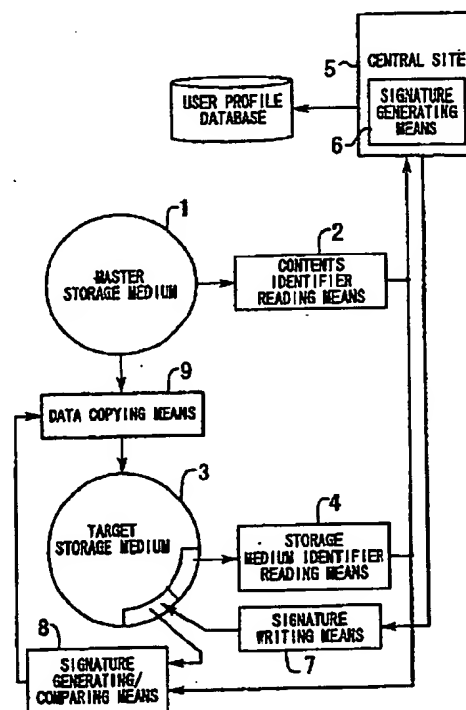 5
CENTRAL SITE
SIGNATURE
GENERATING
MEANS
6
USER PROFILE
DATABASE
1
MASTER
STORAGE MEDIUM
2
CONTENTS
IDENTIFIER
READING MEANS
9
DATA COPYING MEANS
3
TARGET
STORAGE MEDIUM
4
STORAGE
MEDIUM IDENTIFIER
READING MEANS
SIGNATURE
WRITING MEANS
7
8
SIGNATURE
GENERATING/
COMPARING MEANS